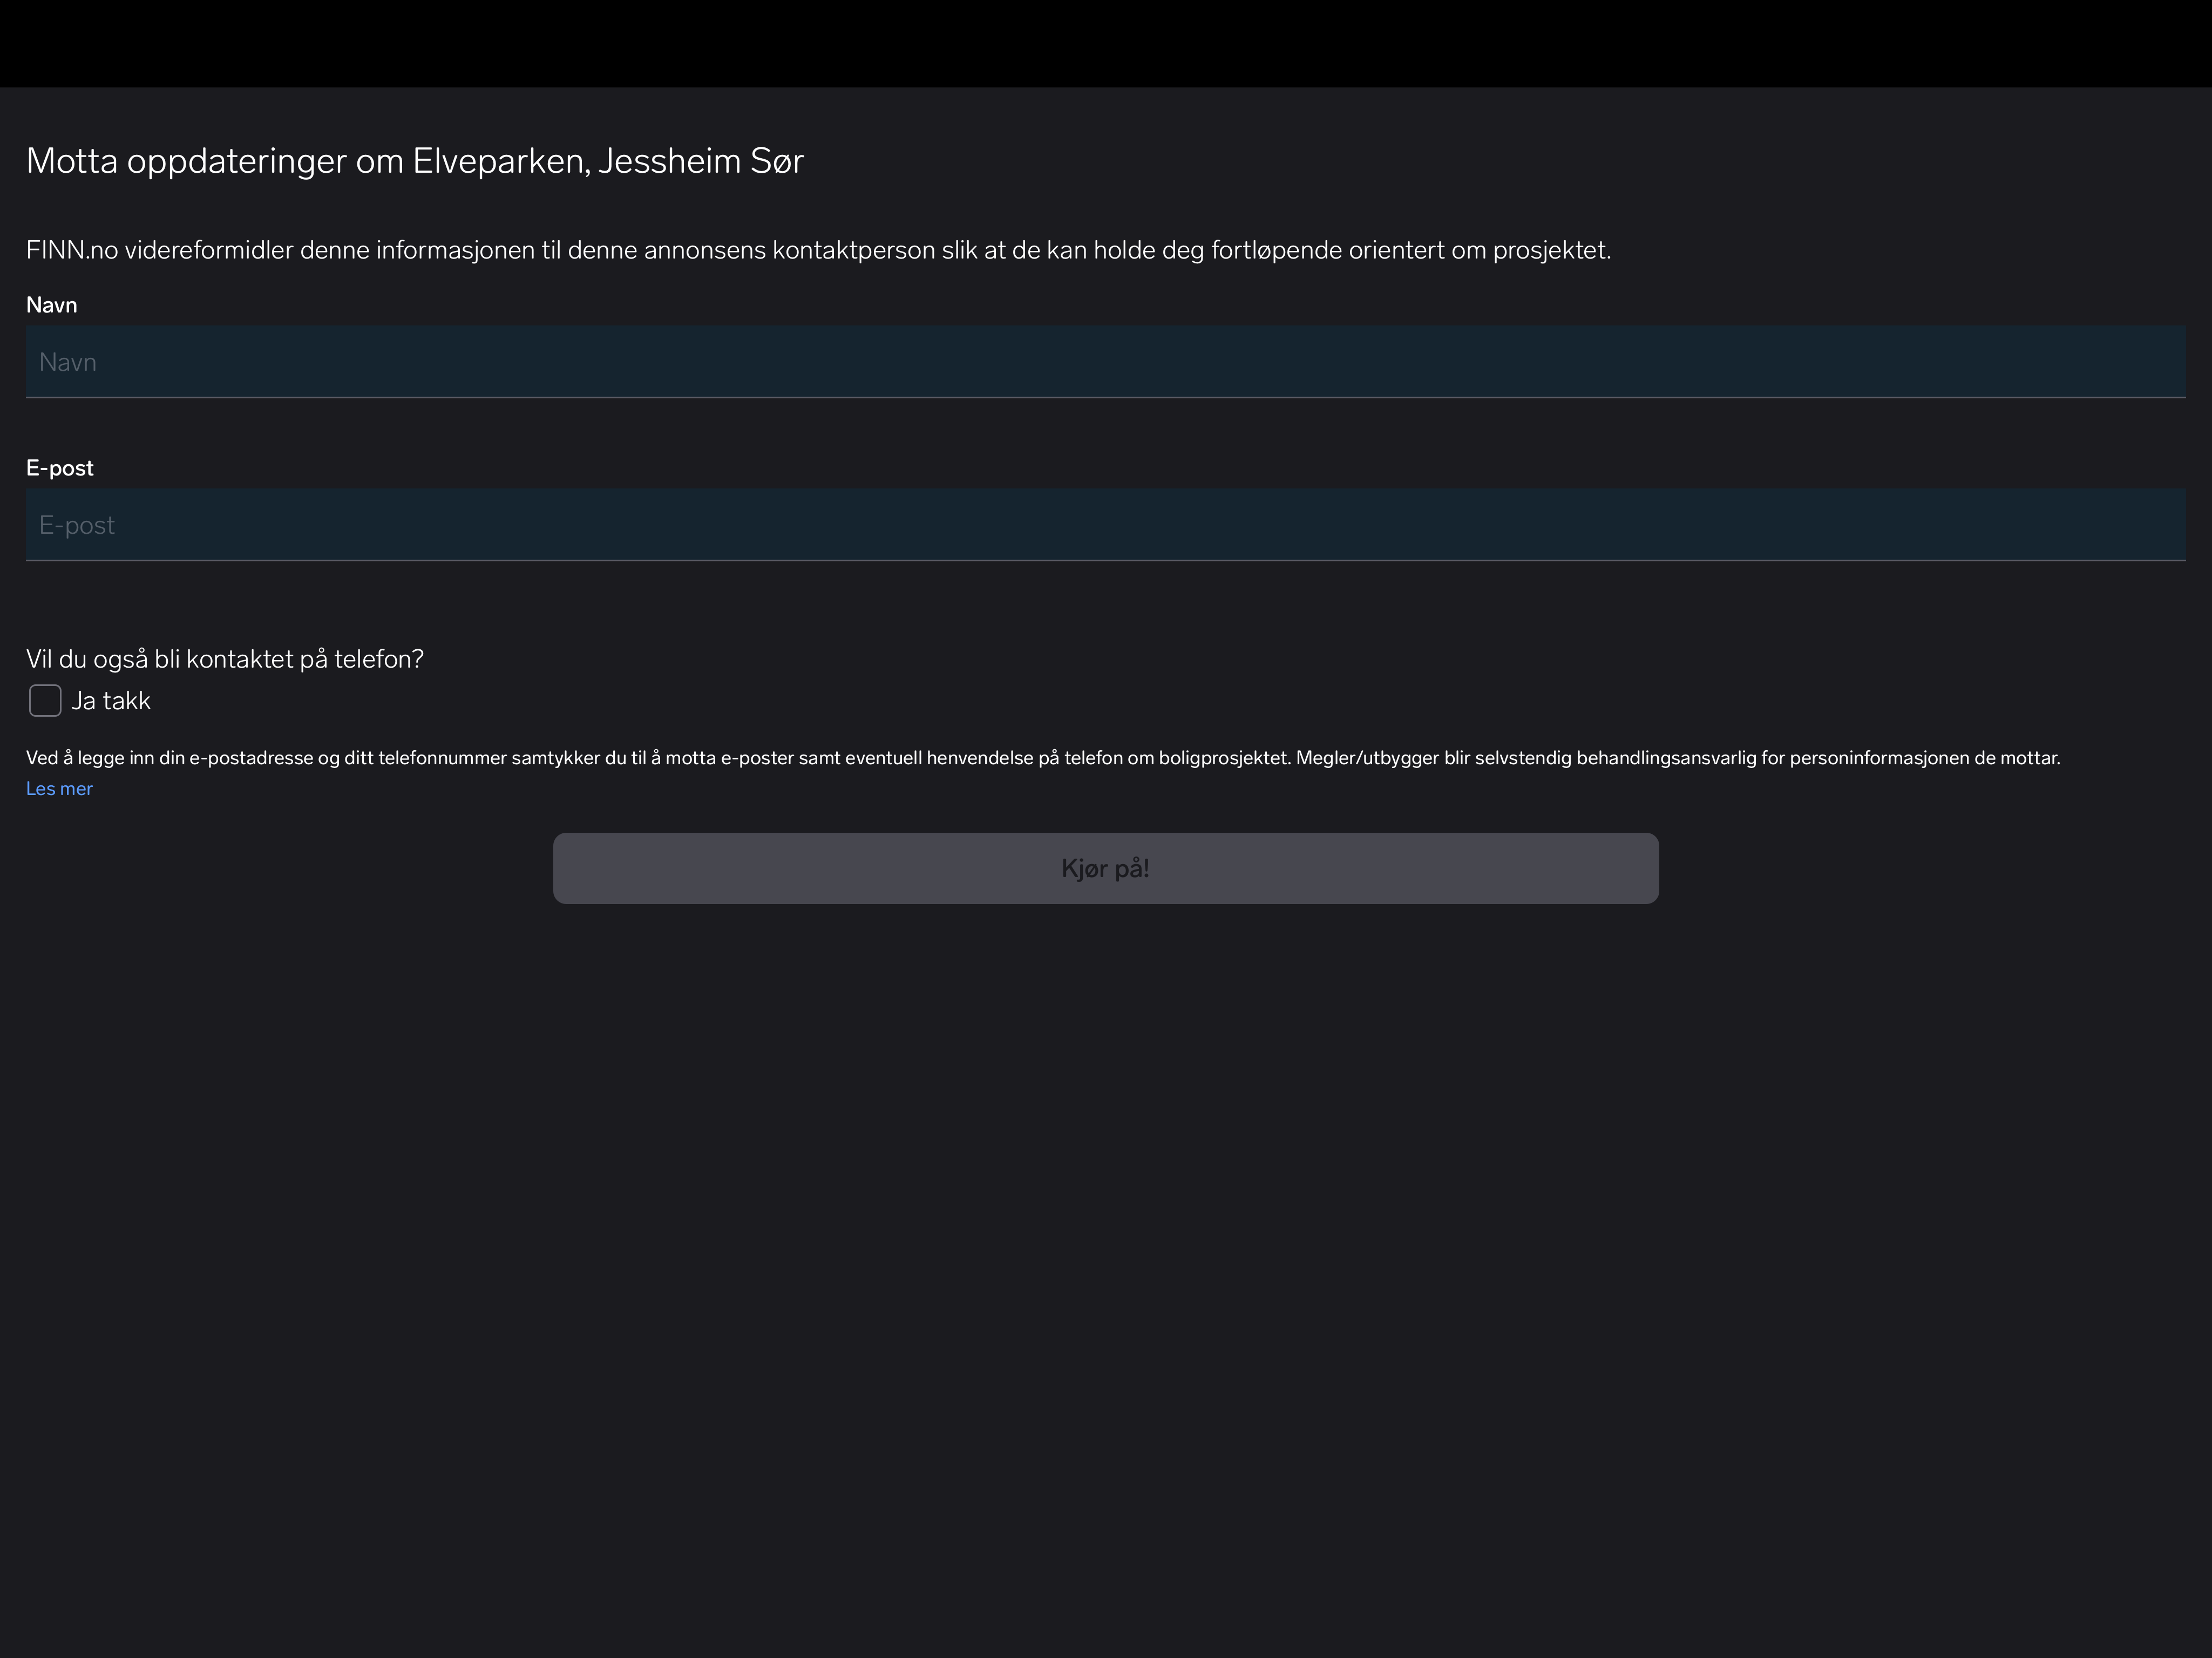 Motta oppdateringer om Elveparken, Jessheim Sør
FINN.no videreformidler denne informasjonen til denne annonsens kontaktperson slik at de kan holde deg fortløpende orientert om prosjektet.
Navn
Navn
E-post
E-post
Vil du også bli kontaktet på telefon?
Ja takk
Ved å legge inn din e-postadresse og ditt telefonnummer samtykker du til å motta e-poster samt eventuell henvendelse på telefon om boligprosjektet. Megler/utbygger blir selvstendig behandlingsansvarlig for personinformasjonen de mottar.
Les mer
Kjør på!